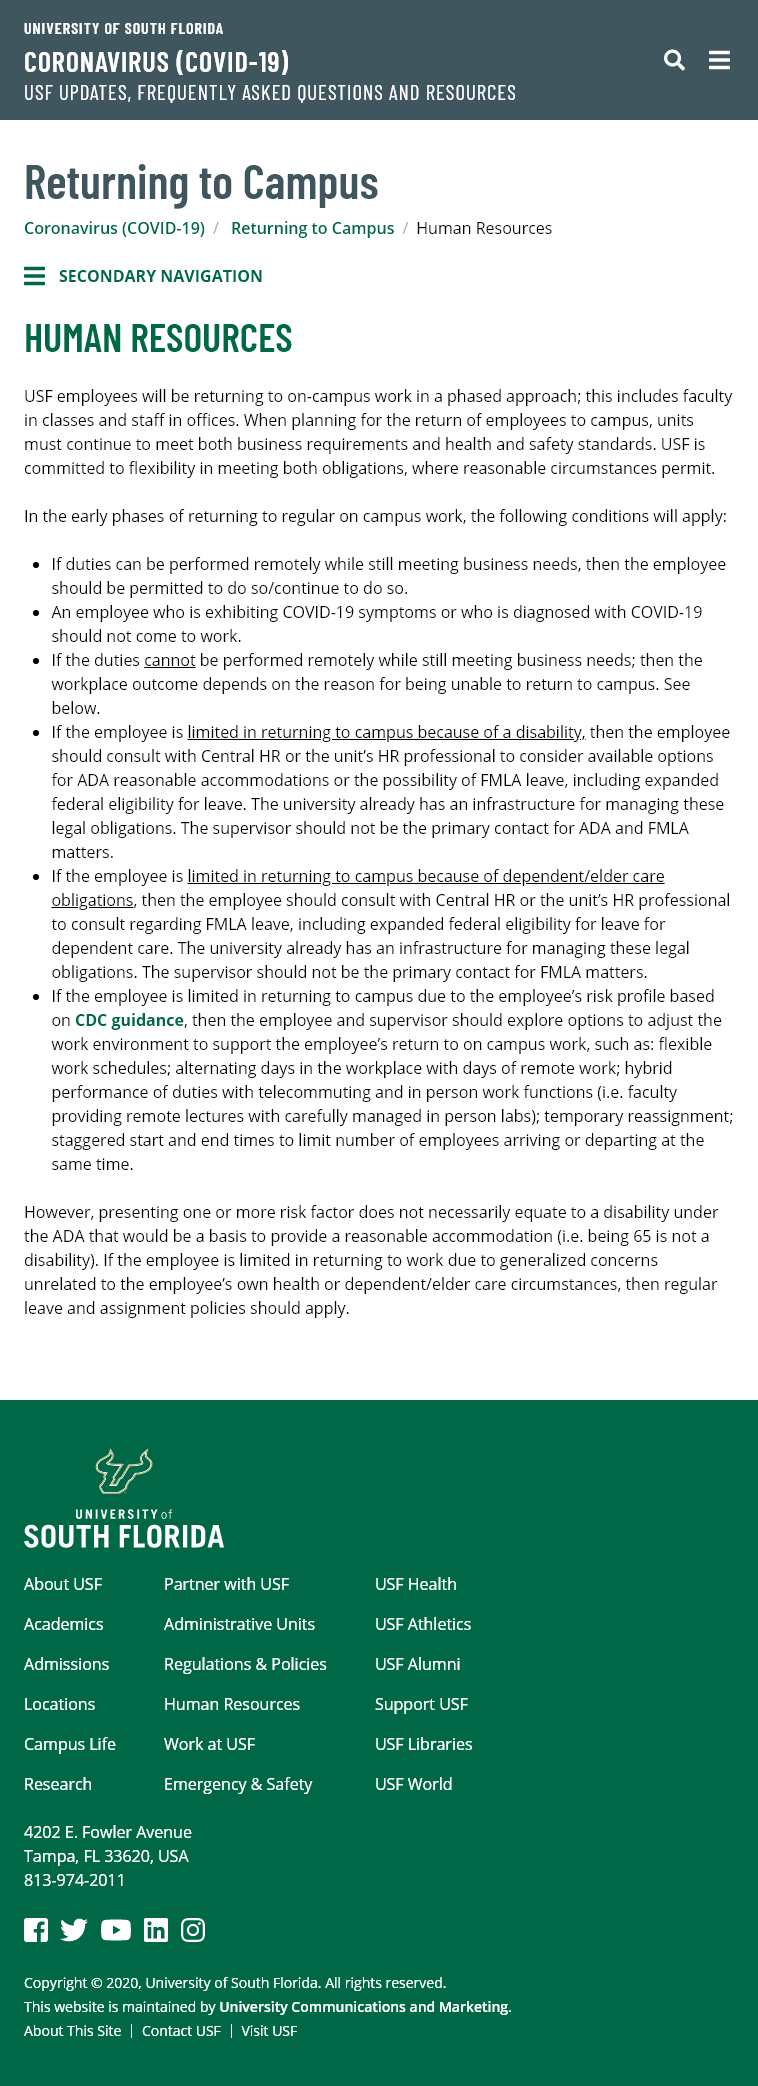 UNIVERSITY OF SOUTH FLORIDA
CORONAVIRUS (COVID-19)
USF UPDATES, FREQUENTLY ASKED QUESTIONS AND RESOURCES
Returning to Campus
Coronavirus (COVID-19) / Returning to Campus / Human Resources
SECONDARY NAVIGATION
HUMAN RESOURCES
USF employees will be returning to on-campus work in a phased approach; this includes faculty
in classes and staff in offices. When planning for the return of employees to campus, units
must continue to meet both business requirements and health and safety standards. USF is
committed to flexibility in meeting both obligations, where reasonable circumstances permit.
In the early phases of returning to regular on campus work, the following conditions will apply:
• If duties can be performed remotely while still meeting business needs, then the employee
should be permitted to do so/continue to do so.
• An employee who is exhibiting COVID-19 symptoms or who is diagnosed with COVID-19
should not come to work.
• If the duties cannot be performed remotely while still meeting business needs; then the
workplace outcome depends on the reason for being unable to return to campus. See
below.
• If the employee is limited in returning to campus because of a disability, then the employee
should consult with Central HR or the unit’s HR professional to consider available options
for ADA reasonable accommodations or the possibility of FMLA leave, including expanded
federal eligibility for leave. The university already has an infrastructure for managing these
legal obligations. The supervisor should not be the primary contact for ADA and FMLA
matters.
• If the employee is limited in returning to campus because of dependent/elder care
obligations, then the employee should consult with Central HR or the unit’s HR professional
to consult regarding FMLA leave, including expanded federal eligibility for leave for
dependent care. The university already has an infrastructure for managing these legal
obligations. The supervisor should not be the primary contact for FMLA matters.
• If the employee is limited in returning to campus due to the employee’s risk profile based
on CDC guidance, then the employee and supervisor should explore options to adjust the
work environment to support the employee’s return to on campus work, such as: flexible
work schedules; alternating days in the workplace with days of remote work; hybrid
performance of duties with telecommuting and in person work functions (i.e. faculty
providing remote lectures with carefully managed in person labs); temporary reassignment;
staggered start and end times to limit number of employees arriving or departing at the
same time.
However, presenting one or more risk factor does not necessarily equate to a disability under
the ADA that would be a basis to provide a reasonable accommodation (i.e. being 65 is not a
disability). If the employee is limited in returning to work due to generalized concerns
unrelated to the employee’s own health or dependent/elder care circumstances, then regular
leave and assignment policies should apply.
UNIVERSITY of
SOUTH FLORIDA
About USF
Academics
Admissions
Locations
Campus Life
Research
Partner with USF
Administrative Units
Regulations & Policies
Human Resources
Work at USF
Emergency & Safety
USF Health
USF Athletics
USF Alumni
Support USF
USF Libraries
USF World
4202 E. Fowler Avenue
Tampa, FL 33620, USA
813-974-2011
Copyright © 2020, University of South Florida. All rights reserved.
This website is maintained by University Communications and Marketing.
About This Site | Contact USF | Visit USF